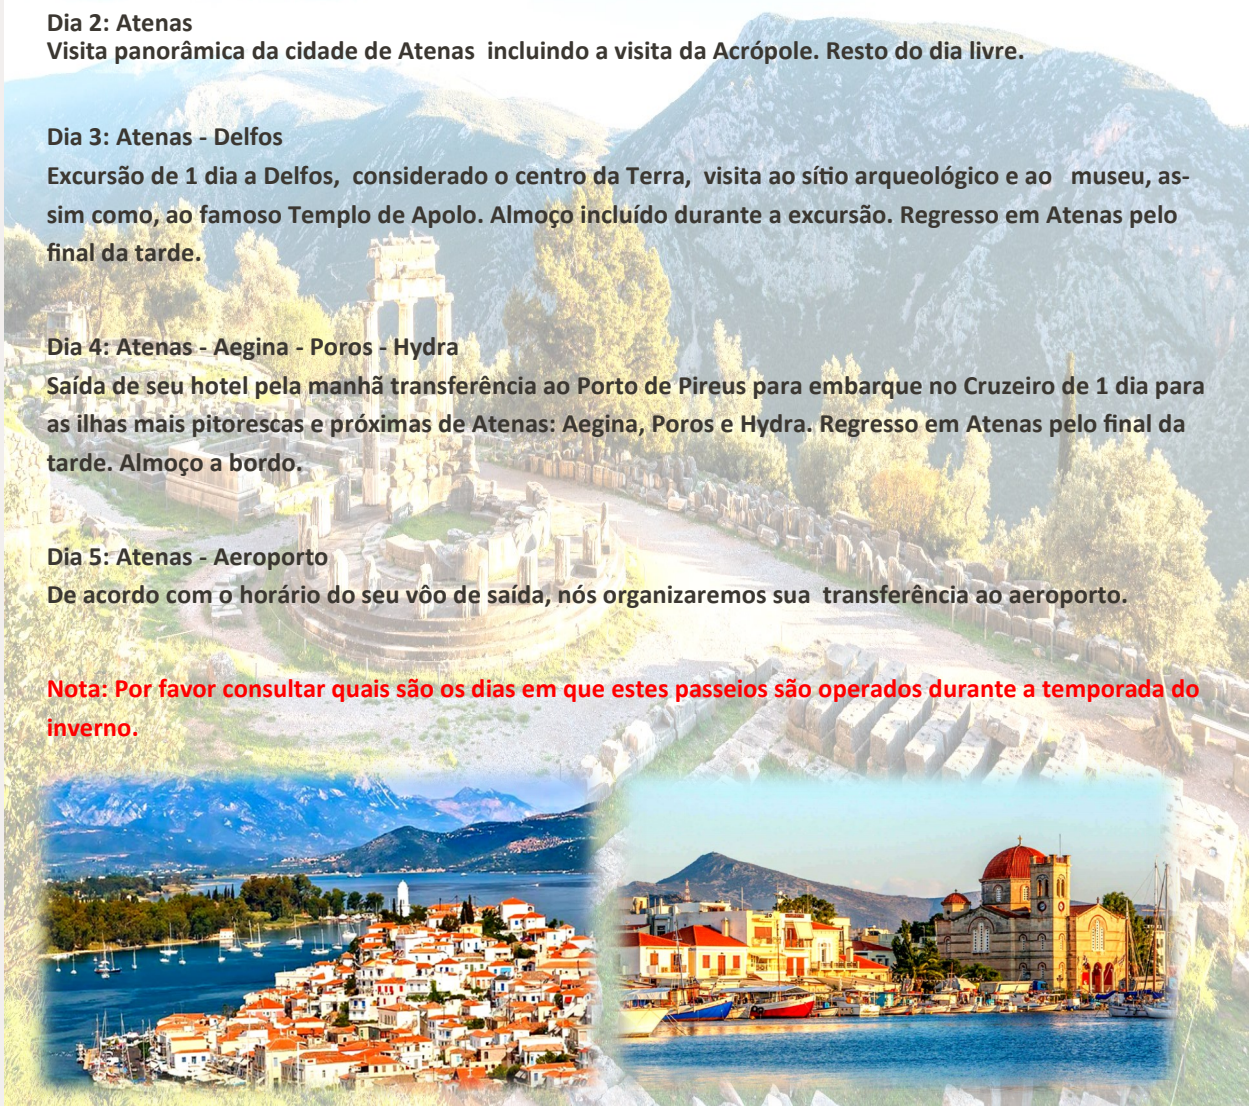 Dia 2: Atenas
Visita panorâmica da cidade de Atenas  incluindo a visita da Acrópole. Resto do dia livre.
Dia 3: Atenas - Delfos
Excursão de 1 dia a Delfos,  considerado o centro da Terra,  visita ao sítio arqueológico e ao   museu, as-
sim como, ao famoso Templo de Apolo. Almoço incluído durante a excursão. Regresso em Atenas pelo
final da tarde.
Dia 4: Atenas - Aegina - Poros - Hydra
Saída de seu hotel pela manhã transferência ao Porto de Pireus para embarque no Cruzeiro de 1 dia para
as ilhas mais pitorescas e próximas de Atenas: Aegina, Poros e Hydra. Regresso em Atenas pelo final da
tarde. Almoço a bordo.
Dia 5: Atenas - Aeroporto
De acordo com o horário do seu vôo de saída, nós organizaremos sua  transferência ao aeroporto.
Nota: Por favor consultar quais são os dias em que estes passeios são operados durante a temporada do
inverno.